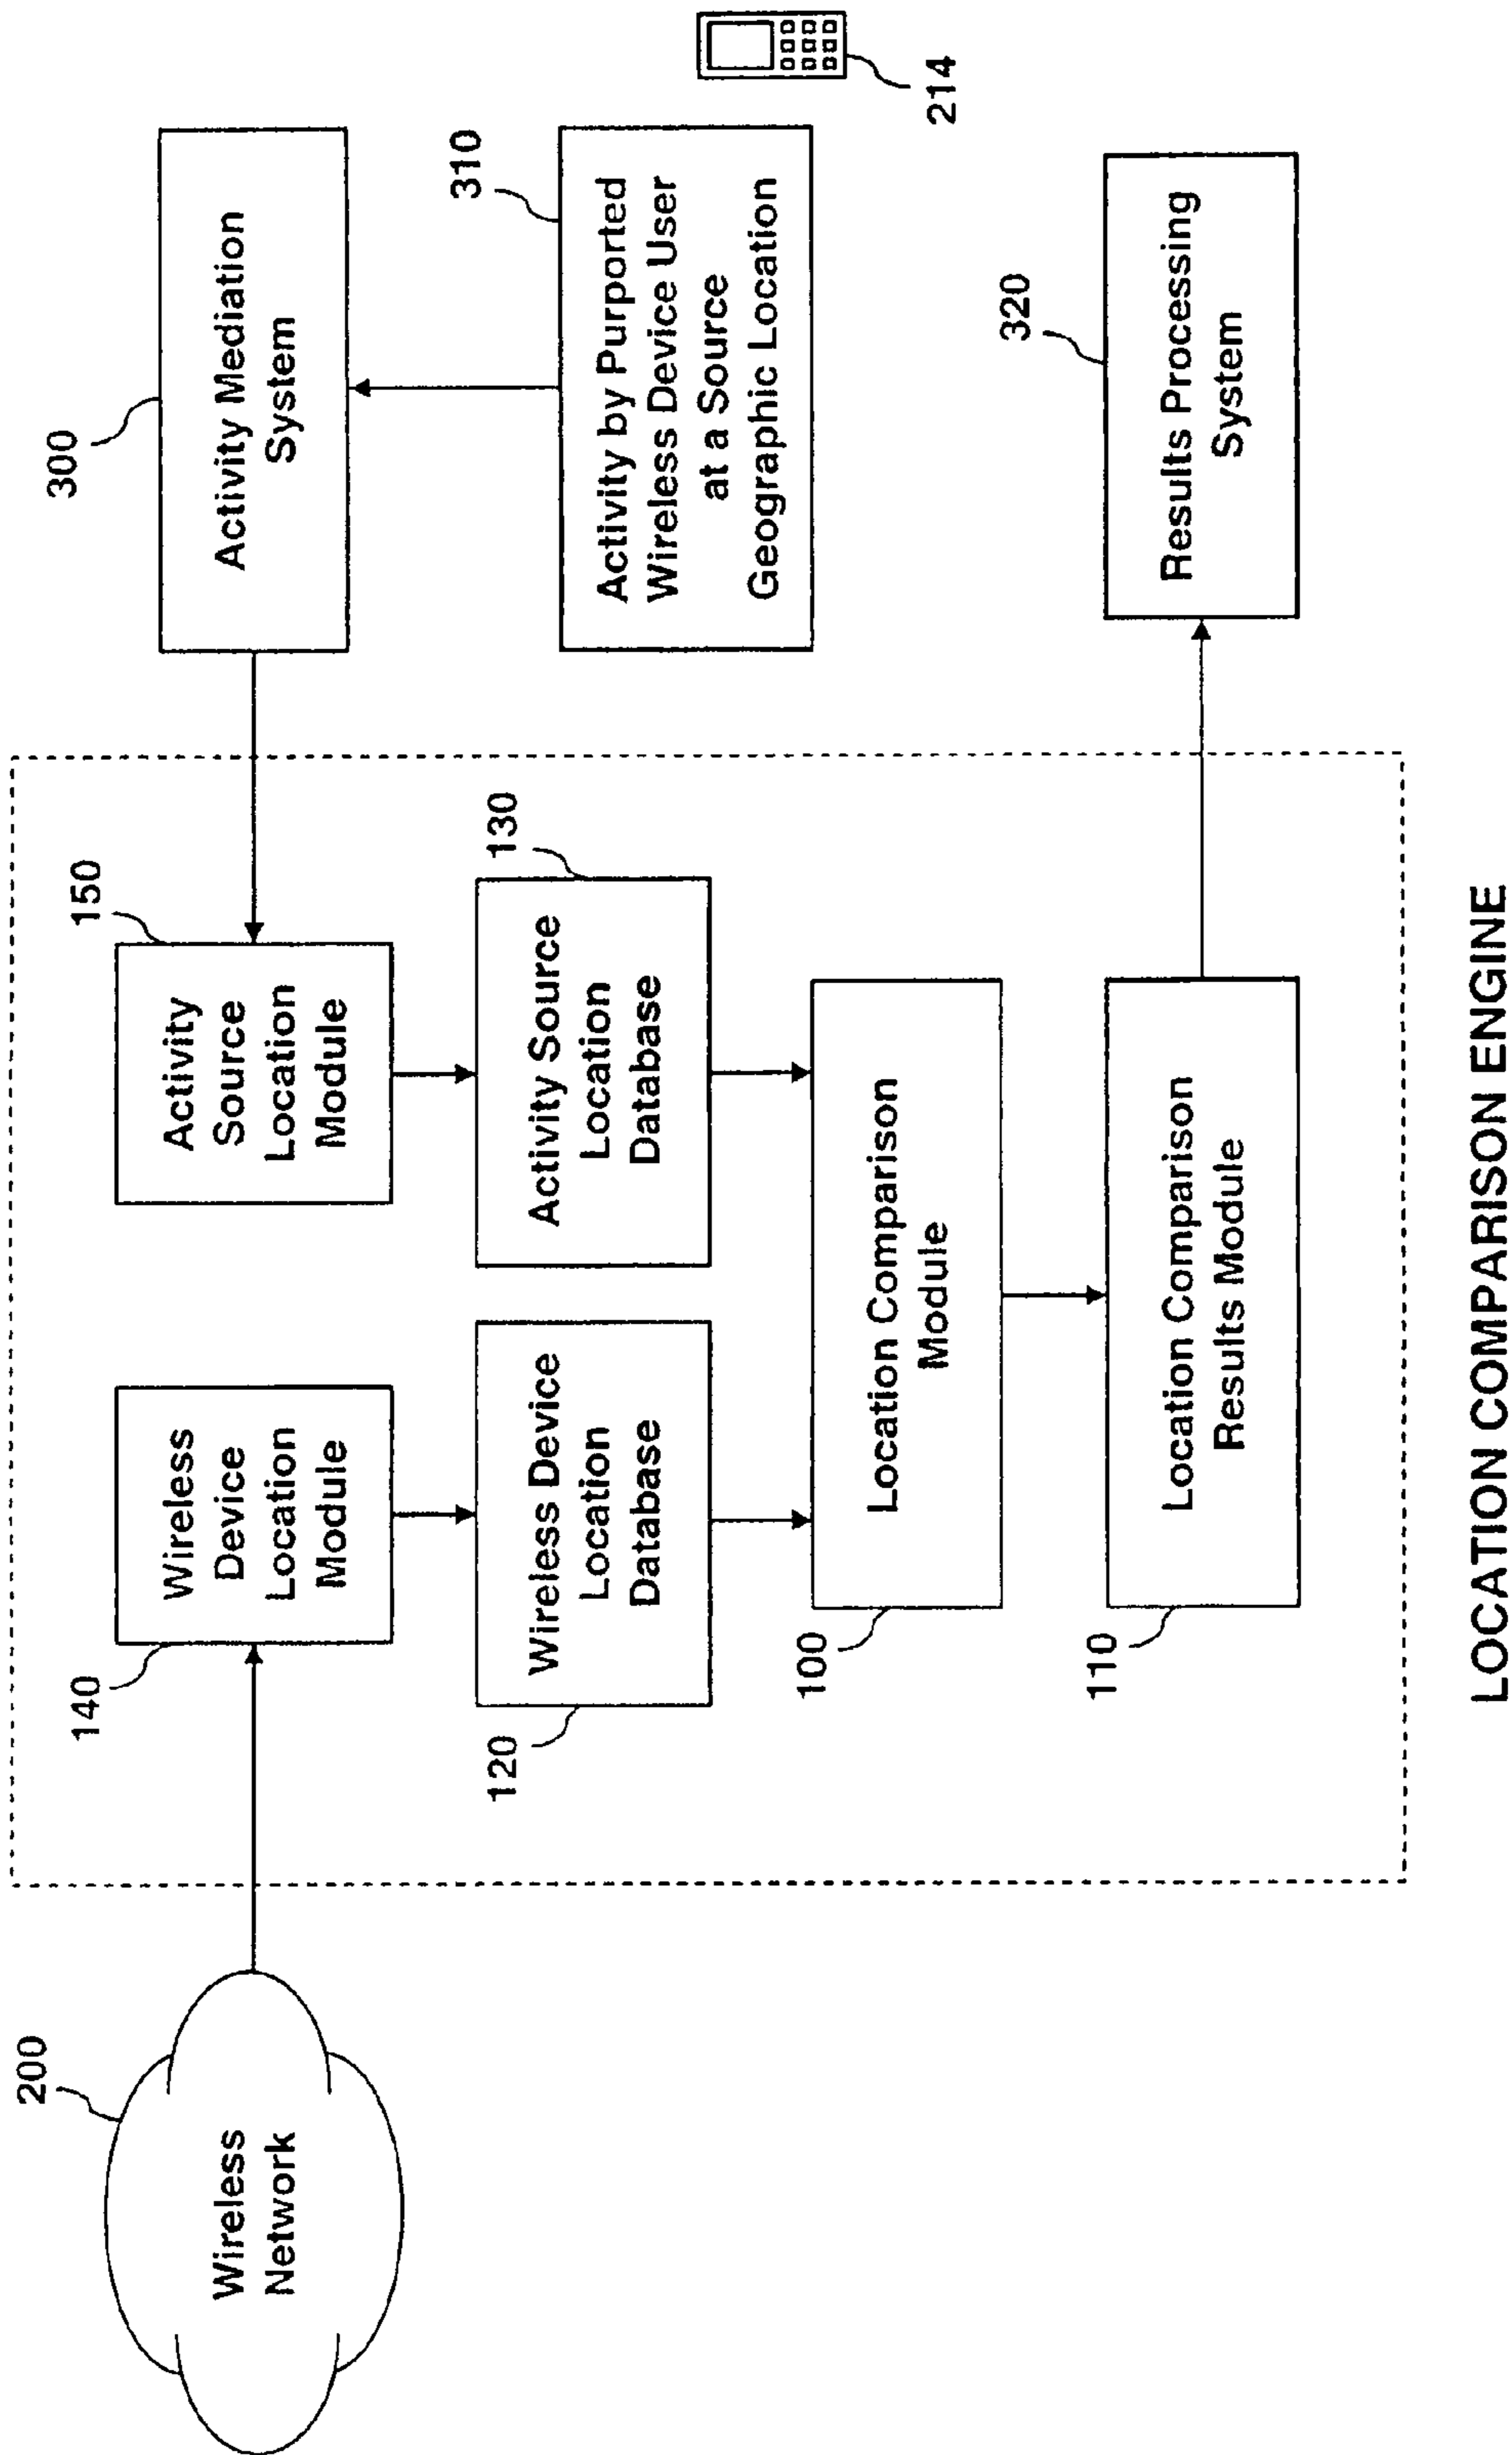 200
Wireless
Network
140
Wireless
Device
Location
Module
150
Activity
Source
Location
Module
300
Activity Mediation
System
120
Wireless Device
Location
Database
130
Activity Source
Location
Database
310
Activity by Purported
Wireless Device User
at a Source
Geographic Location
214
100
Location Comparison
Module
110
Location Comparison
Results Module
320
Results Processing
System
LOCATION COMPARISON ENGINE